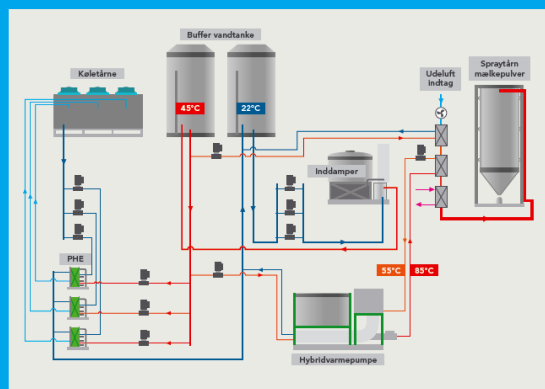 Buffer vandtanke
Køletårne
45°C
22°C
Udeluft
indtag
Spraytårn
mælkepulver
Inddamper
PHE
55°C
85°C
Hybridvarmepumpe